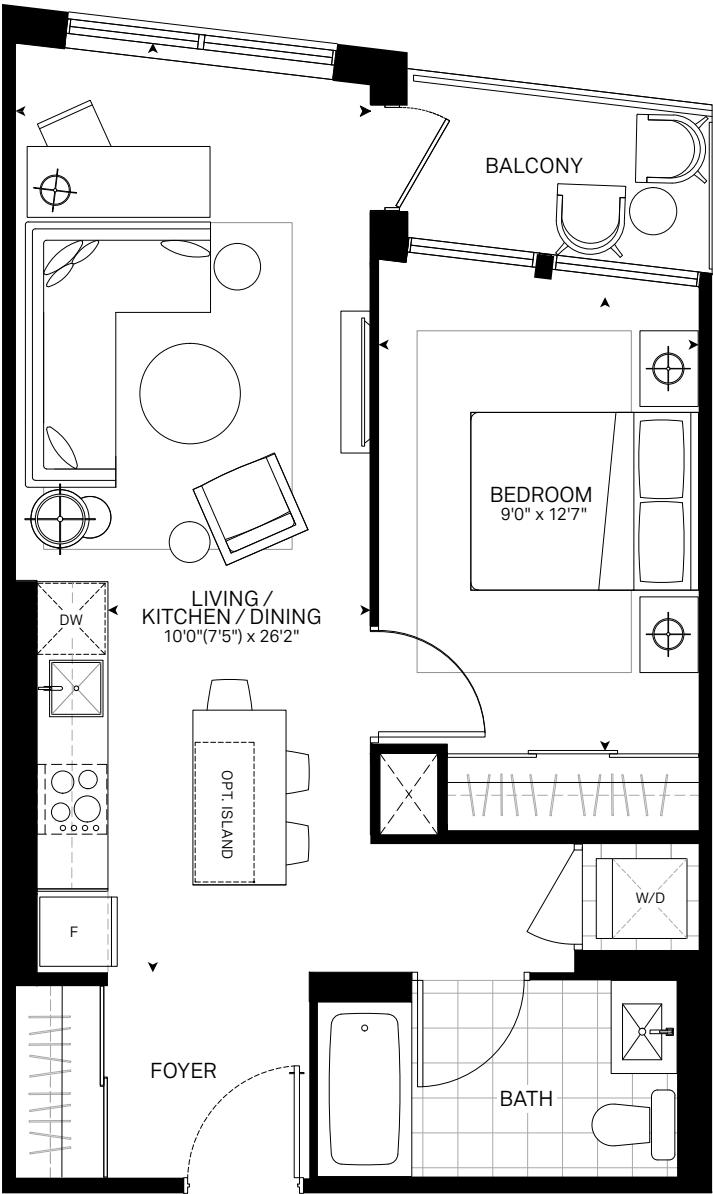 BALCONY
BEDROOM
9'0" x 12'7"
LIVING /
KITCHEN / DINING
10'0"(7'5") x 26'2"
DW
OPT. ISLAND
X
W/D
F
FOYER
BATH